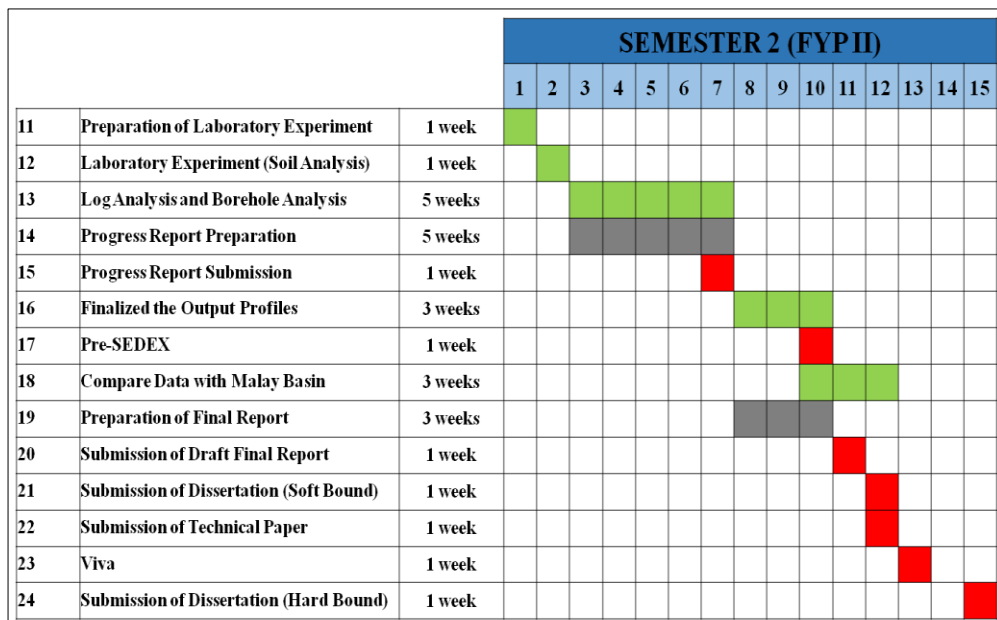 SEMESTER 2 (FYP II)
1 2 3 4 5 6 7 8 9 10 11 12 13 14 15
11 Preparation of Laboratory Experiment 1 week
12 Laboratory Experiment (Soil Analysis) 1 week
13 Log Analysis and Borehole Analysis 5 weeks
14 Progress Report Preparation 5 weeks
15 Progress Report Submission 1 week
16 Finalized the Output Profiles 3 weeks
17 Pre-SEDEX 1 week
18 Compare Data with Malay Basin 3 weeks
19 Preparation of Final Report 3 weeks
20 Submission of Draft Final Report 1 week
21 Submission of Dissertation (Soft Bound) 1 week
22 Submission of Technical Paper 1 week
23 Viva 1 week
24 Submission of Dissertation (Hard Bound) 1 week